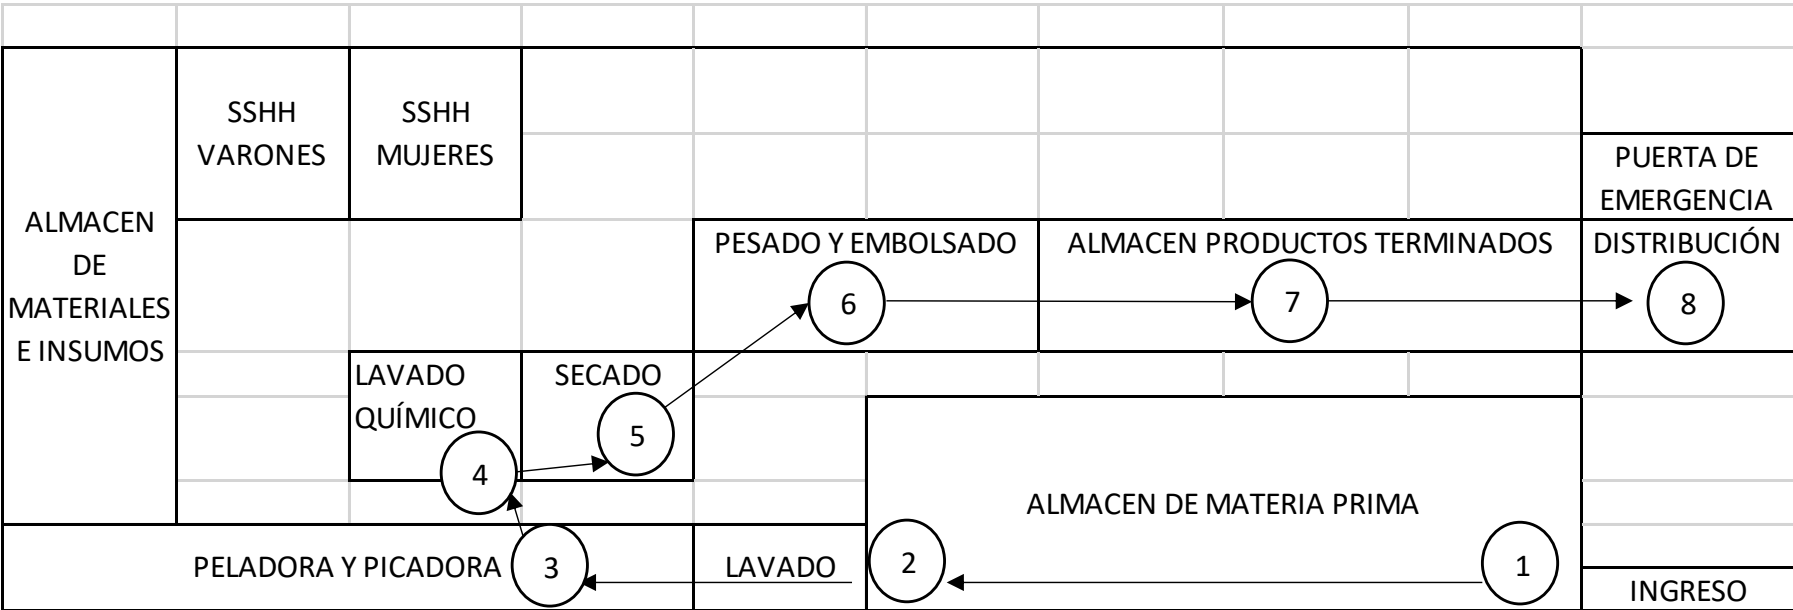 SSHH
VARONES
SSHH
MUJERES
PUERTA DE
EMERGENCIA
ALMACEN
DE
MATERIALES
E INSUMOS
PESADO Y EMBOLSADO
ALMACEN PRODUCTOS TERMINADOS
DISTRIBUCIÓN
6
7
8
LAVADO
QUÍMICO
SECADO
5
4
ALMACEN DE MATERIA PRIMA
PELADORA Y PICADORA
3
LAVADO
2
1
INGRESO